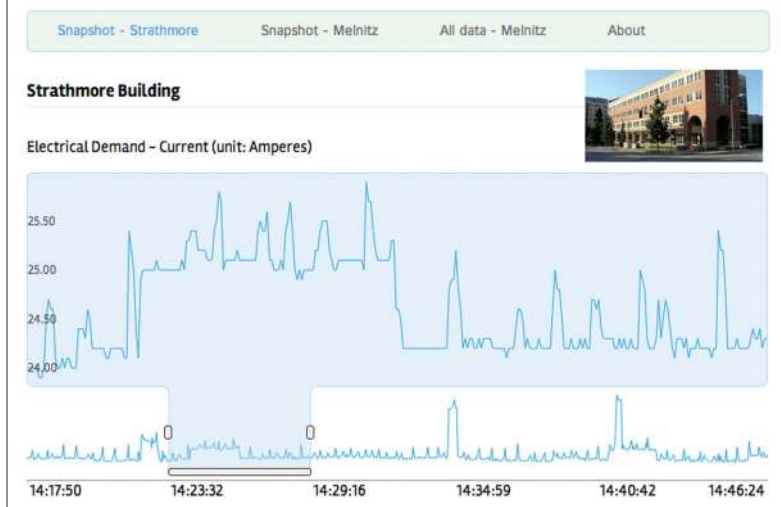 Snapshot - Strathmore Snapshot - Melnitz All data - Melnitz About
Strathmore Building
Electrical Demand – Current (unit: Amperes)
25.50
25.00
24.50
24.00
14:17:50 14:23:32 14:29:16 14:34:59 14:40:42 14:46:24